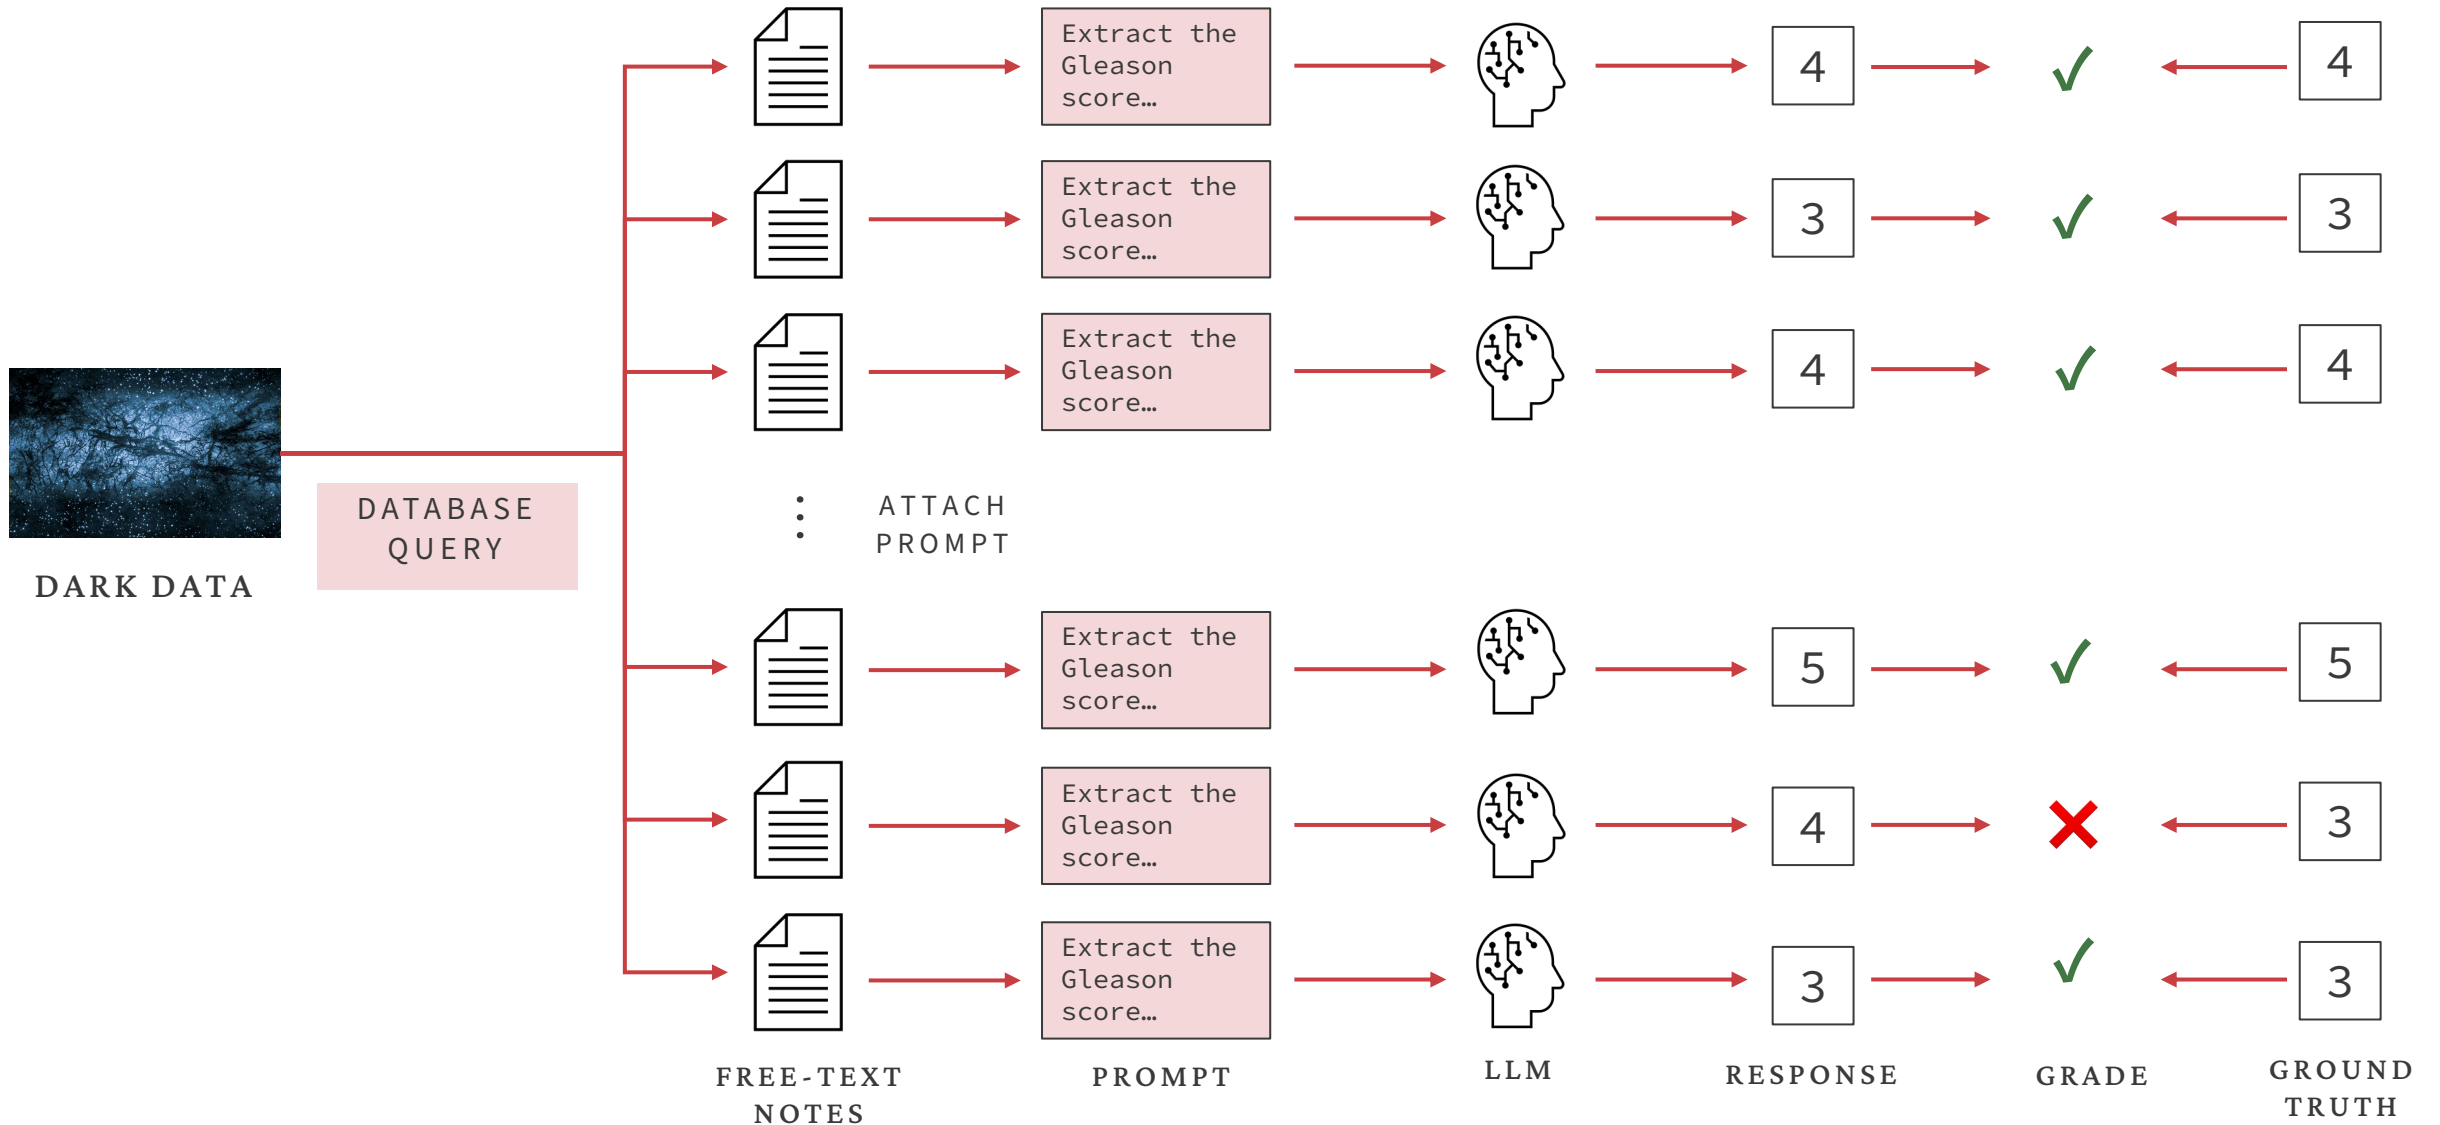 Extract the
Gleason
score…
4
4
Extract the
Gleason
score…
3
3
Extract the
Gleason
score…
4
4
DATABASE
QUERY
DARK DATA
ATTACH
PROMPT
Extract the
Gleason
score…
5
5
Extract the
Gleason
score…
4
3
Extract the
Gleason
score…
3
3
FREE-TEXT
NOTES
PROMPT
LLM
RESPONSE
GRADE
GROUND
TRUTH